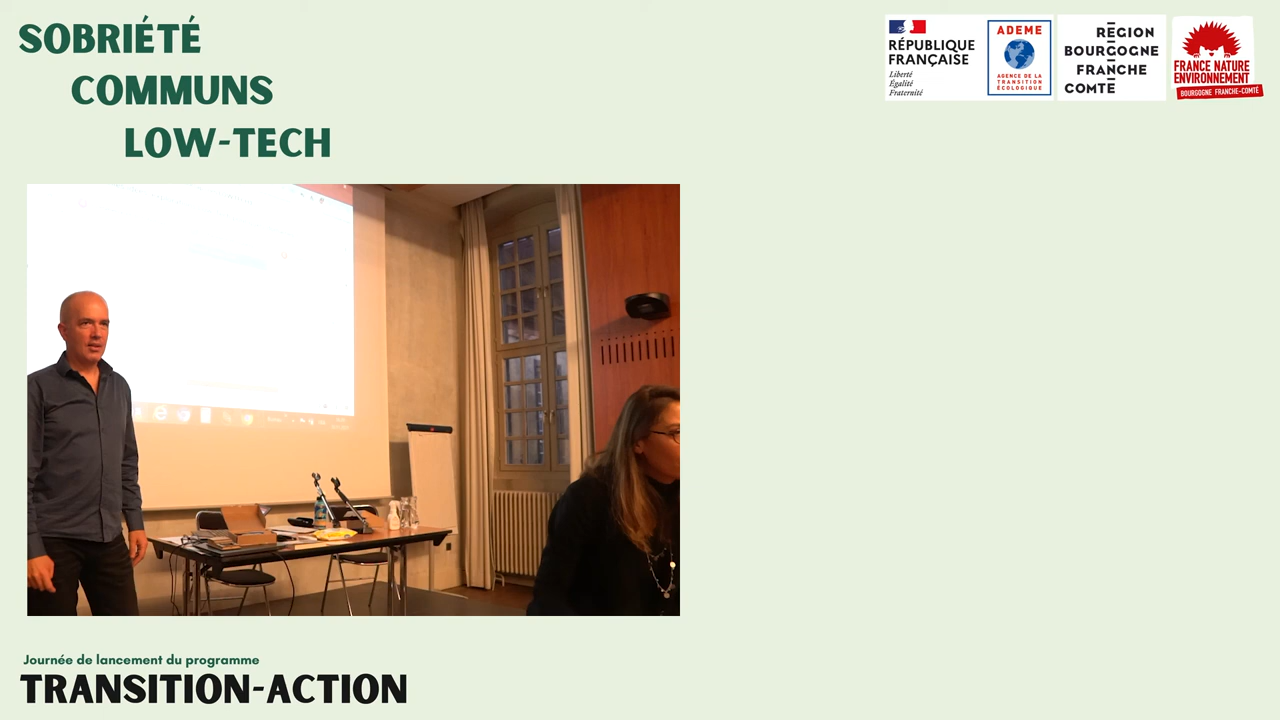 SOBRIÉTÉ
COMMUNS
LOW-TECH
RÉPUBLIQUE
FRANÇAISE
Liberté
Égalité
Fraternité
ADEME
AGENCE DE LA
TRANSITION
ÉCOLOGIQUE
RÉGION
BOURGOGNE
FRANCHE
COMTÉ
FRANCE NATURE
ENVIRONNEMENT
BOURGOGNE FRANCHE-COMTÉ
Journée de lancement du programme
TRANSITION-ACTION